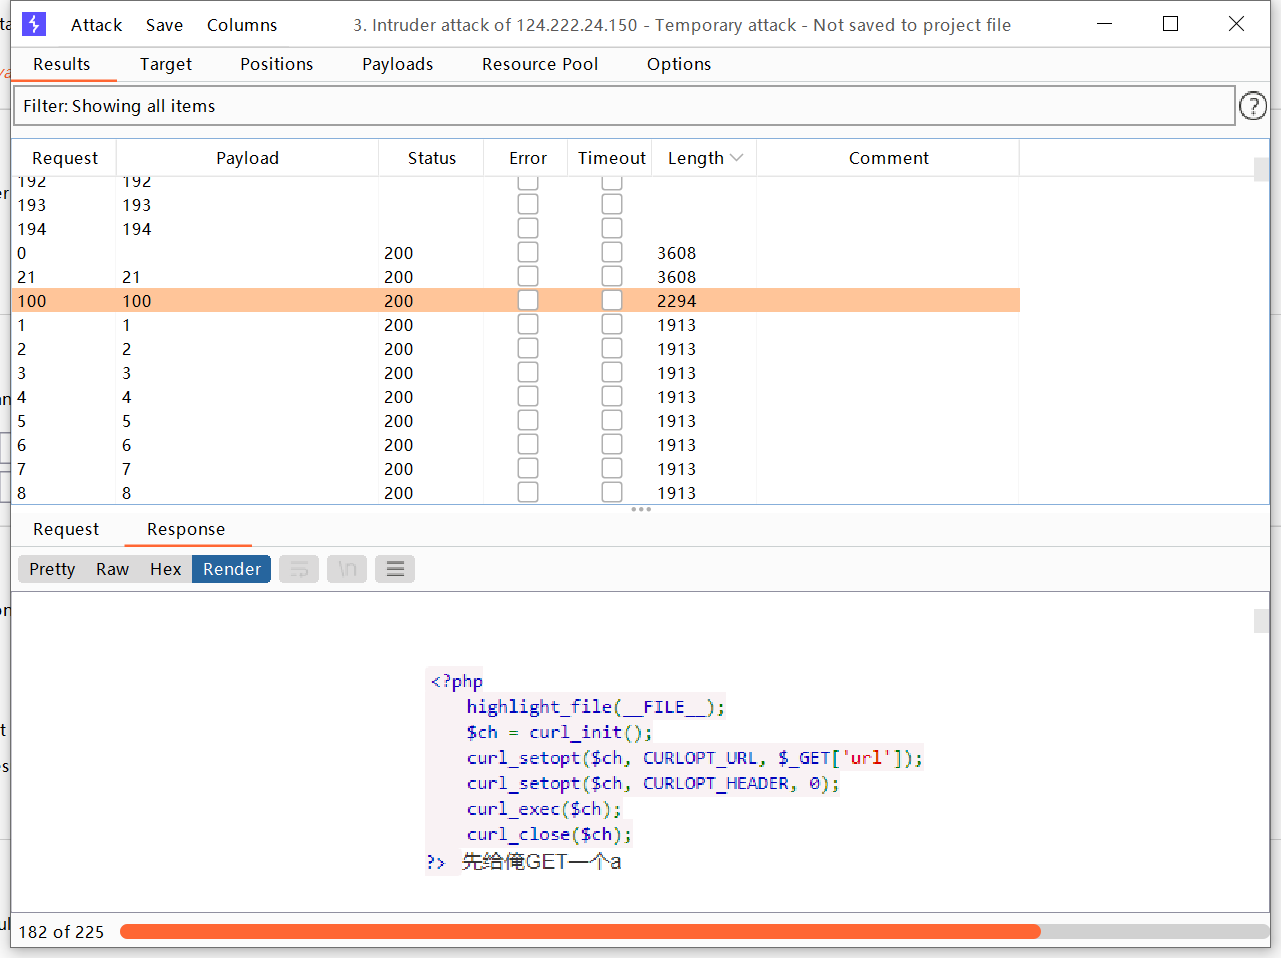 Attack Save Columns 3. Intruder attack of 124.222.24.150 - Temporary attack - Not saved to project file
Results Target Positions Payloads Resource Pool Options
Filter: Showing all items
?
Request Payload Status Error Timeout Length Comment
192 192
193 193
194 194
0 200 3608
21 21 200 3608
100 100 200 2294
1 1 200 1913
2 2 200 1913
3 3 200 1913
4 4 200 1913
5 5 200 1913
6 6 200 1913
7 7 200 1913
8 8 200 1913
Request Response
Pretty Raw Hex Render \n
<?php
highlight_file(__FILE__);
$ch = curl_init();
curl_setopt($ch, CURLOPT_URL, $_GET['url']);
curl_setopt($ch, CURLOPT_HEADER, 0);
curl_exec($ch);
curl_close($ch);
?> 先给俺GET一个a
182 of 225